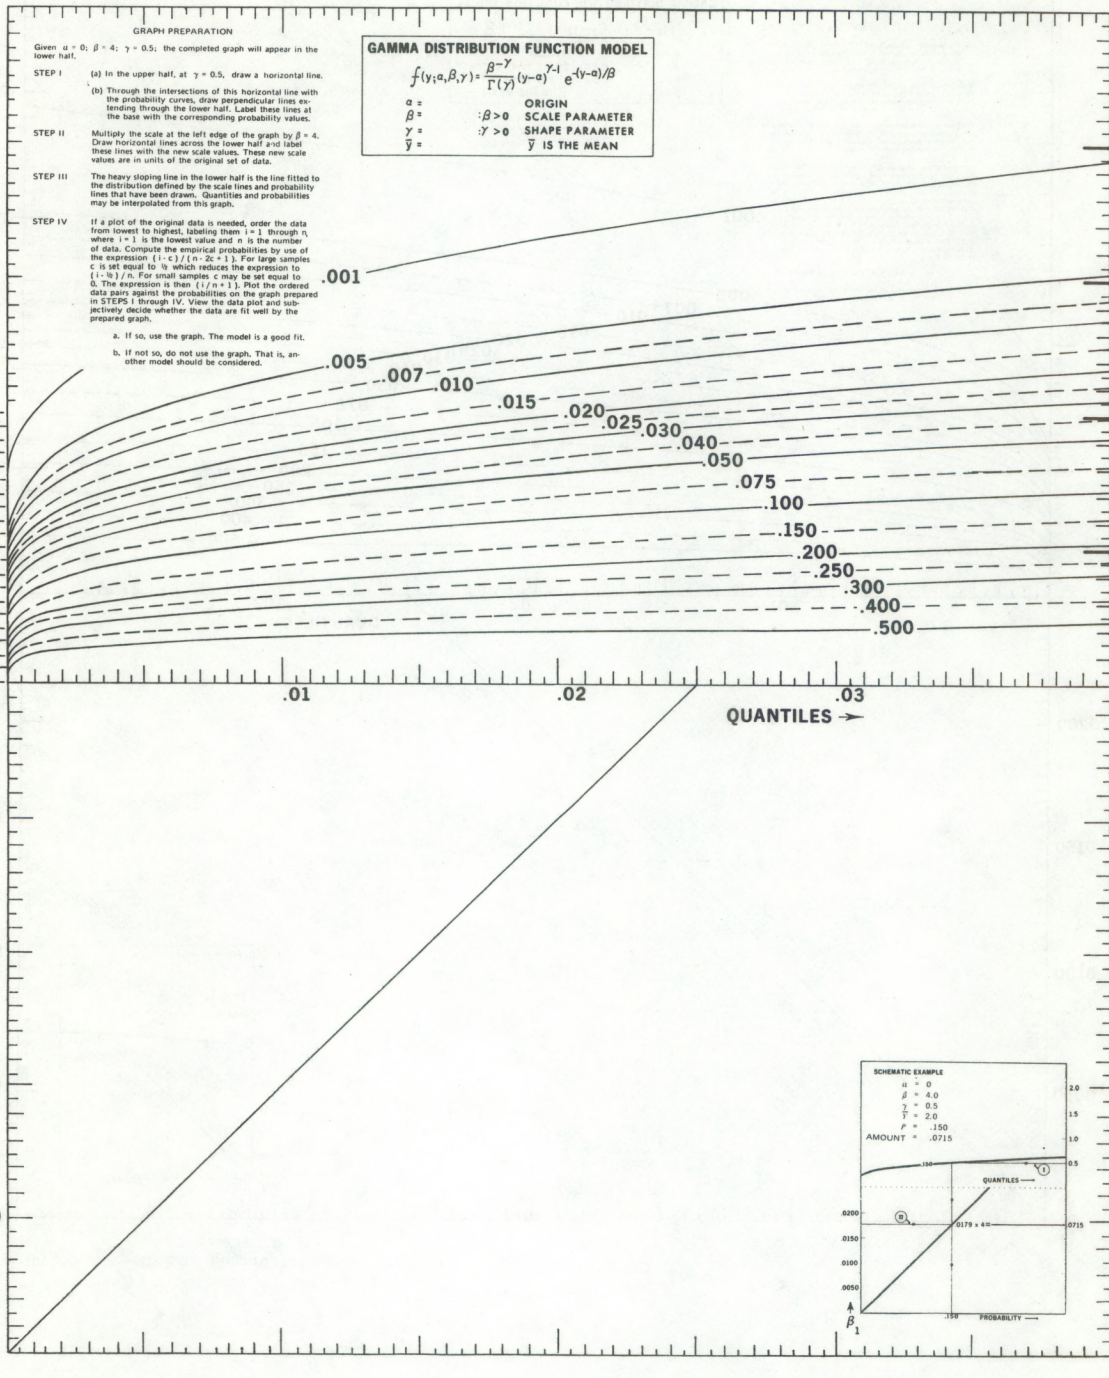 GRAPH PREPARATION
Given α = 0; β = 4; γ = 0.5; the completed graph will appear in the
lower half.
STEP I (a) In the upper half, at γ = 0.5, draw a horizontal line.
(b) Through the intersections of this horizontal line with
the probability curves, draw perpendicular lines ex-
tending through the lower half. Label these lines at
the base with the corresponding probability values.
STEP II Multiply the scale at the left edge of the graph by β = 4.
Draw horizontal lines across the lower half and label
these lines with the new scale values. These new scale
values are in units of the original set of data.
STEP III The heavy sloping line in the lower half is the line fitted to
the distribution defined by the scale lines and probability
lines that have been drawn. Quantities and probabilities
may be interpolated from this graph.
STEP IV If a plot of the original data is needed, order the data
from lowest to highest, labeling them i = 1 through n,
where i = 1 is the lowest value and n is the number
of data. Compute the empirical probabilities by use of
the expression ( i - c ) / ( n - 2c + 1 ). For large samples
c is set equal to ½ which reduces the expression to
( i - ½ ) / n. For small samples c may be set equal to
0. The expression is then ( i / n + 1 ). Plot the ordered
data pairs against the probabilities on the graph prepared
in STEPS I through IV. View the data plot and sub-
jectively decide whether the data are fit well by the
prepared graph.
a. If so, use the graph. The model is a good fit.
b. If not so, do not use the graph. That is, an-
other model should be considered.
GAMMA DISTRIBUTION FUNCTION MODEL
f(y;α,β,γ) = β^-γ / Γ(γ) (y-α)^γ-1 e^-(y-α)/β
α = ORIGIN
β = :β > 0 SCALE PARAMETER
γ = :γ > 0 SHAPE PARAMETER
ȳ = ȳ IS THE MEAN
.001
.005
.007
.010
.015
.020
.025
.030
.040
.050
.075
.100
.150
.200
.250
.300
.400
.500
.01 .02 .03
QUANTILES →
SCHEMATIC EXAMPLE
α = 0
β = 4.0
γ = 0.5
Ȳ = 2.0
P = .150
AMOUNT = .0715
2.0
1.5
1.0
0.5
.150
I
QUANTILES →
II
.0200
.0179 x 4 = .0715
.0150
.0100
.0050
β 1
.150 PROBABILITY →